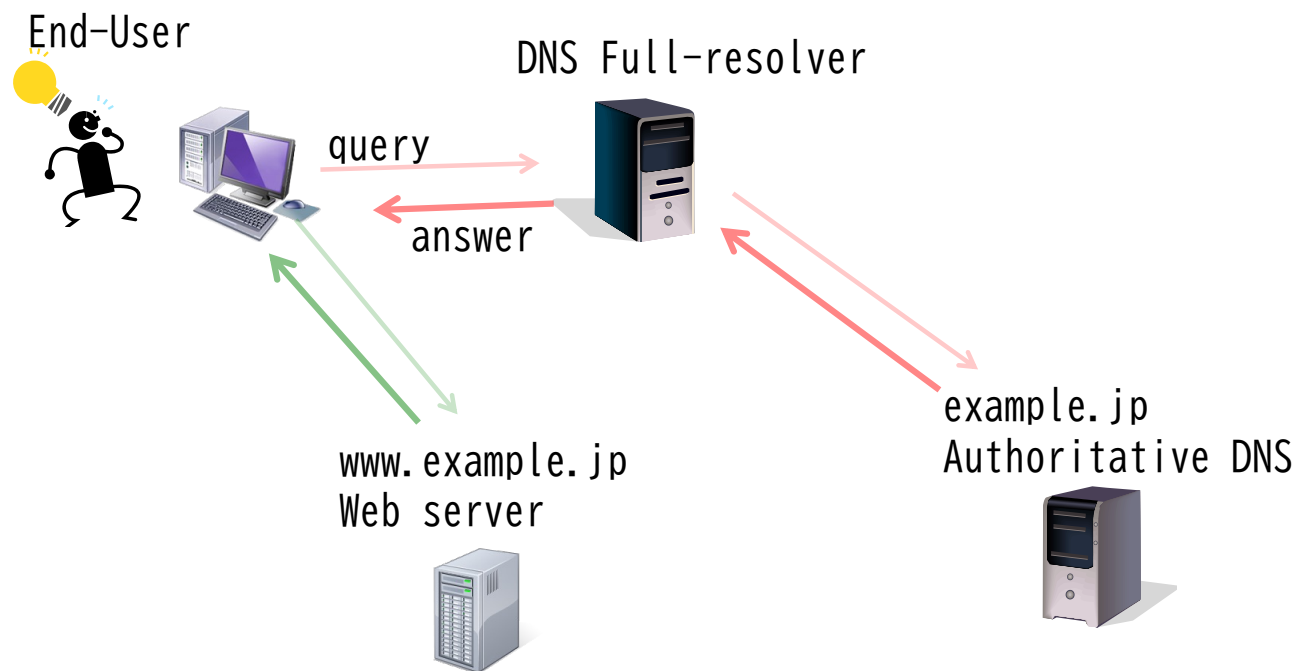 End-User
DNS Full-resolver
query
answer
www.example.jp
Web server
example.jp
Authoritative DNS